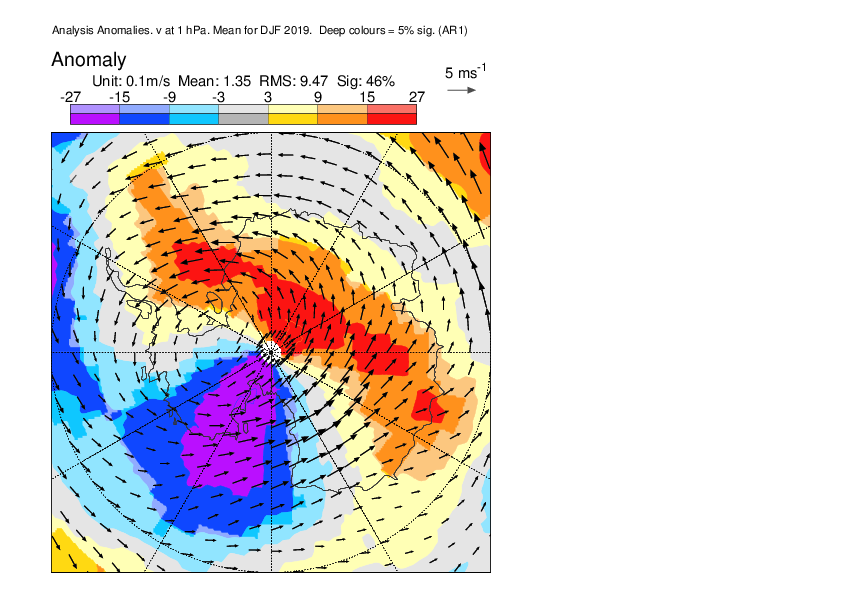 Analysis Anomalies. v at 1 hPa. Mean for DJF 2019.  Deep colours = 5% sig. (AR1)
Anomaly
5 ms-1
Unit: 0.1m/s  Mean: 1.35  RMS: 9.47  Sig: 46%
-27 -15 -9 -3 3 9 15 27